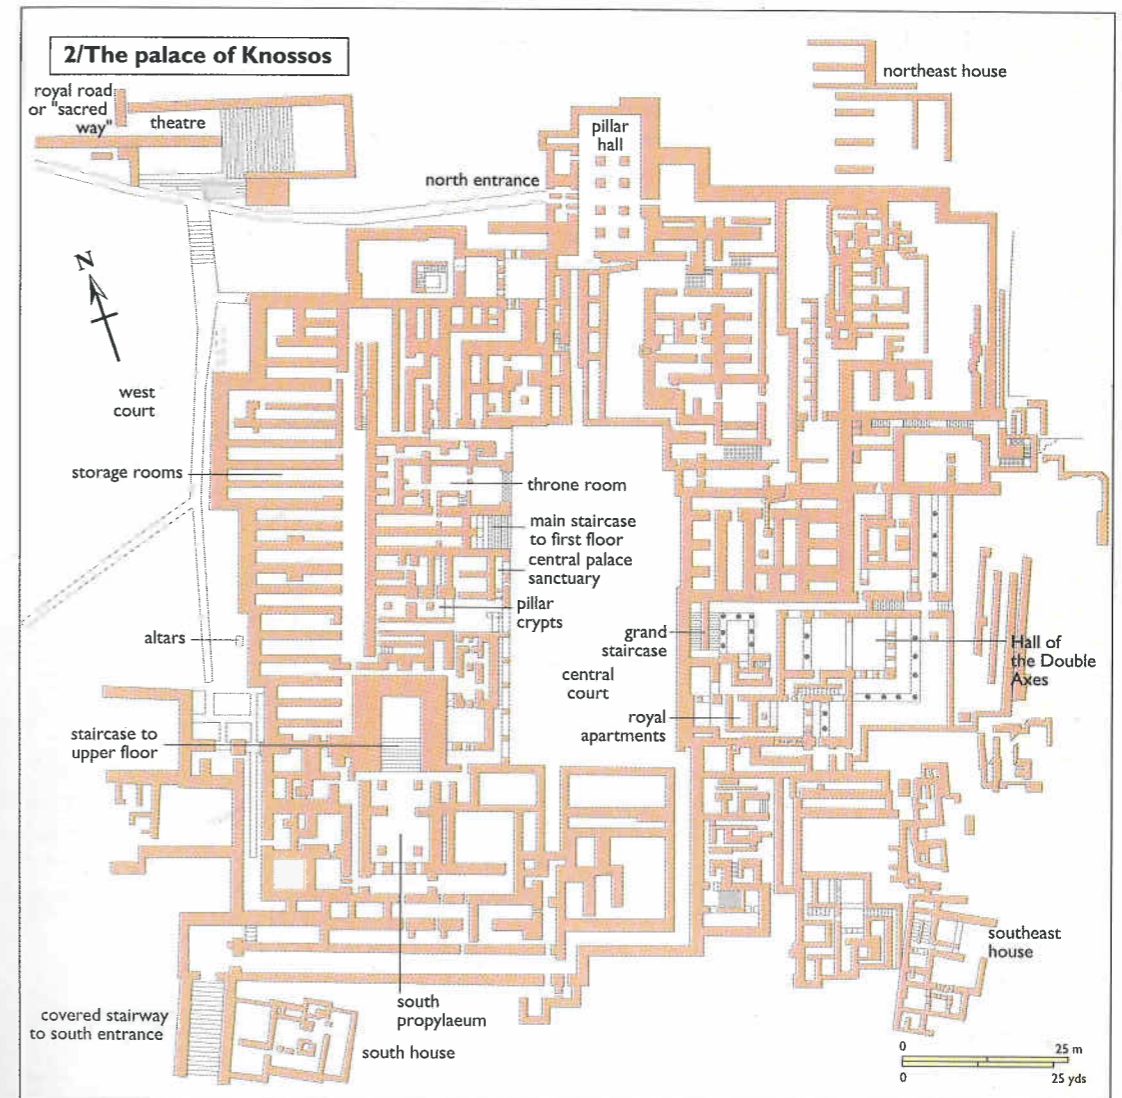 2/The palace of Knossos
royal road
or "sacred
way"
theatre
pillar
hall
northeast house
north entrance
N
west
court
storage rooms
throne room
main staircase
to first floor
central palace
sanctuary
pillar
crypts
altars
grand
staircase
Hall of
the Double
Axes
central
court
royal
apartments
staircase to
upper floor
southeast
house
south
propylaeum
covered stairway
to south entrance
south house
0 25 m
0 25 yds